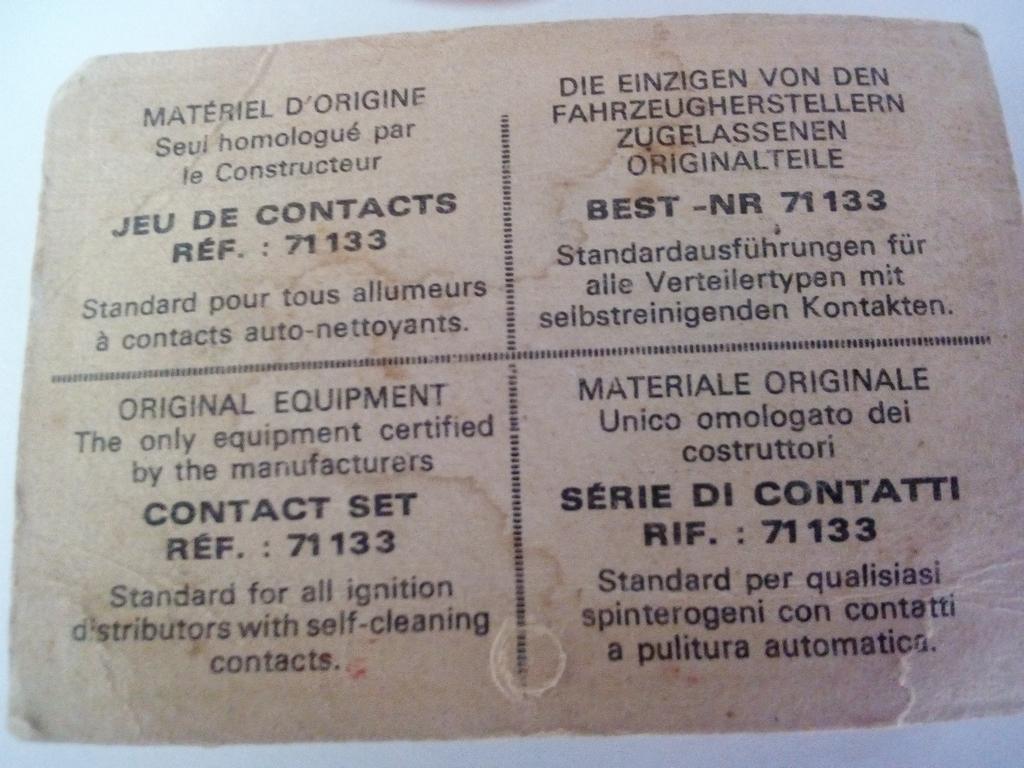 MATÉRIEL D'ORIGINE
Seul homologué par
le Constructeur
JEU DE CONTACTS
RÉF. : 71133
Standard pour tous allumeurs
à contacts auto-nettoyants.
DIE EINZIGEN VON DEN
FAHRZEUGHERSTELLERN
ZUGELASSENEN
ORIGINALTEILE
BEST -NR 71133
Standardausführungen für
alle Verteilertypen mit
selbstreinigenden Kontakten.
ORIGINAL EQUIPMENT
The only equipment certified
by the manufacturers
CONTACT SET
RÉF. : 71133
Standard for all ignition
distributors with self-cleaning
contacts.
MATERIALE ORIGINALE
Unico omologato dei
costruttori
SÉRIE DI CONTATTI
RIF. : 71133
Standard per qualisiasi
spinterogeni con contatti
a pulitura automatica.